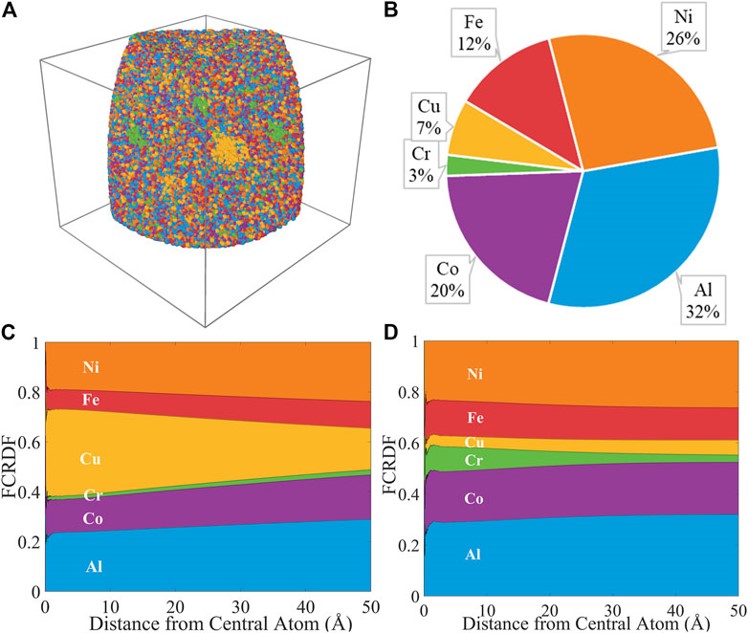 A
B
Fe
12%
Ni
26%
Cu
7%
Cr
3%
Co
20%
Al
32%
C
1
0.8
0.6
0.4
0.2
0
FCRDF
Ni
Fe
Cu
Cr
Co
Al
0 10 20 30 40 50
Distance from Central Atom (Å)
D
1
0.8
0.6
0.4
0.2
0
FCRDF
Ni
Fe
Cu
Cr
Co
Al
0 10 20 30 40 50
Distance from Central Atom (Å)